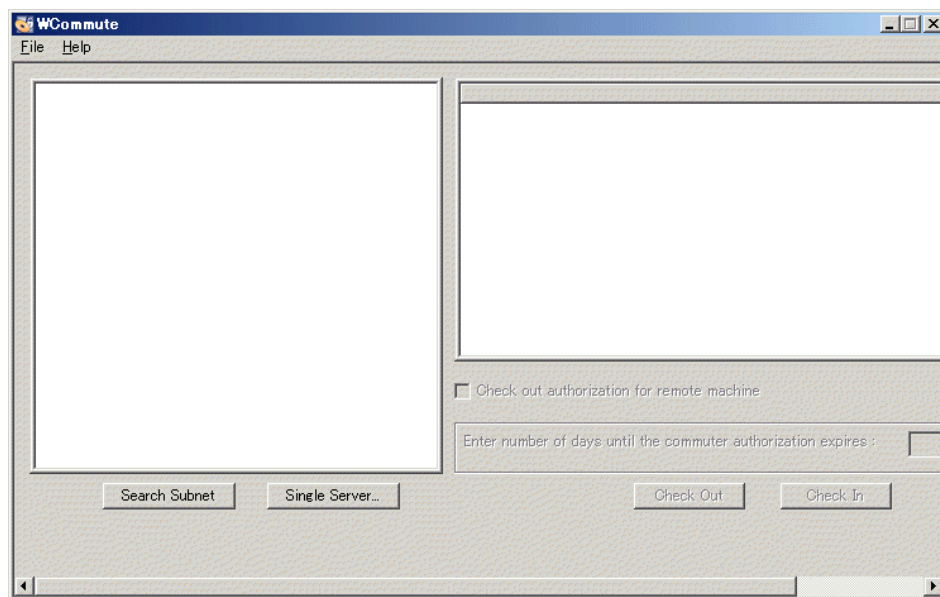 WCommute
File Help
Check out authorization for remote machine
Enter number of days until the commuter authorization expires :
Search Subnet Single Server... Check Out Check In